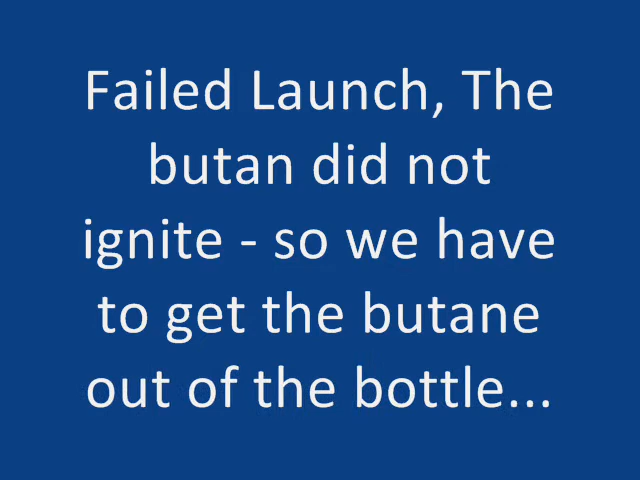 Failed Launch, The
butan did not
ignite - so we have
to get the butane
out of the bottle...